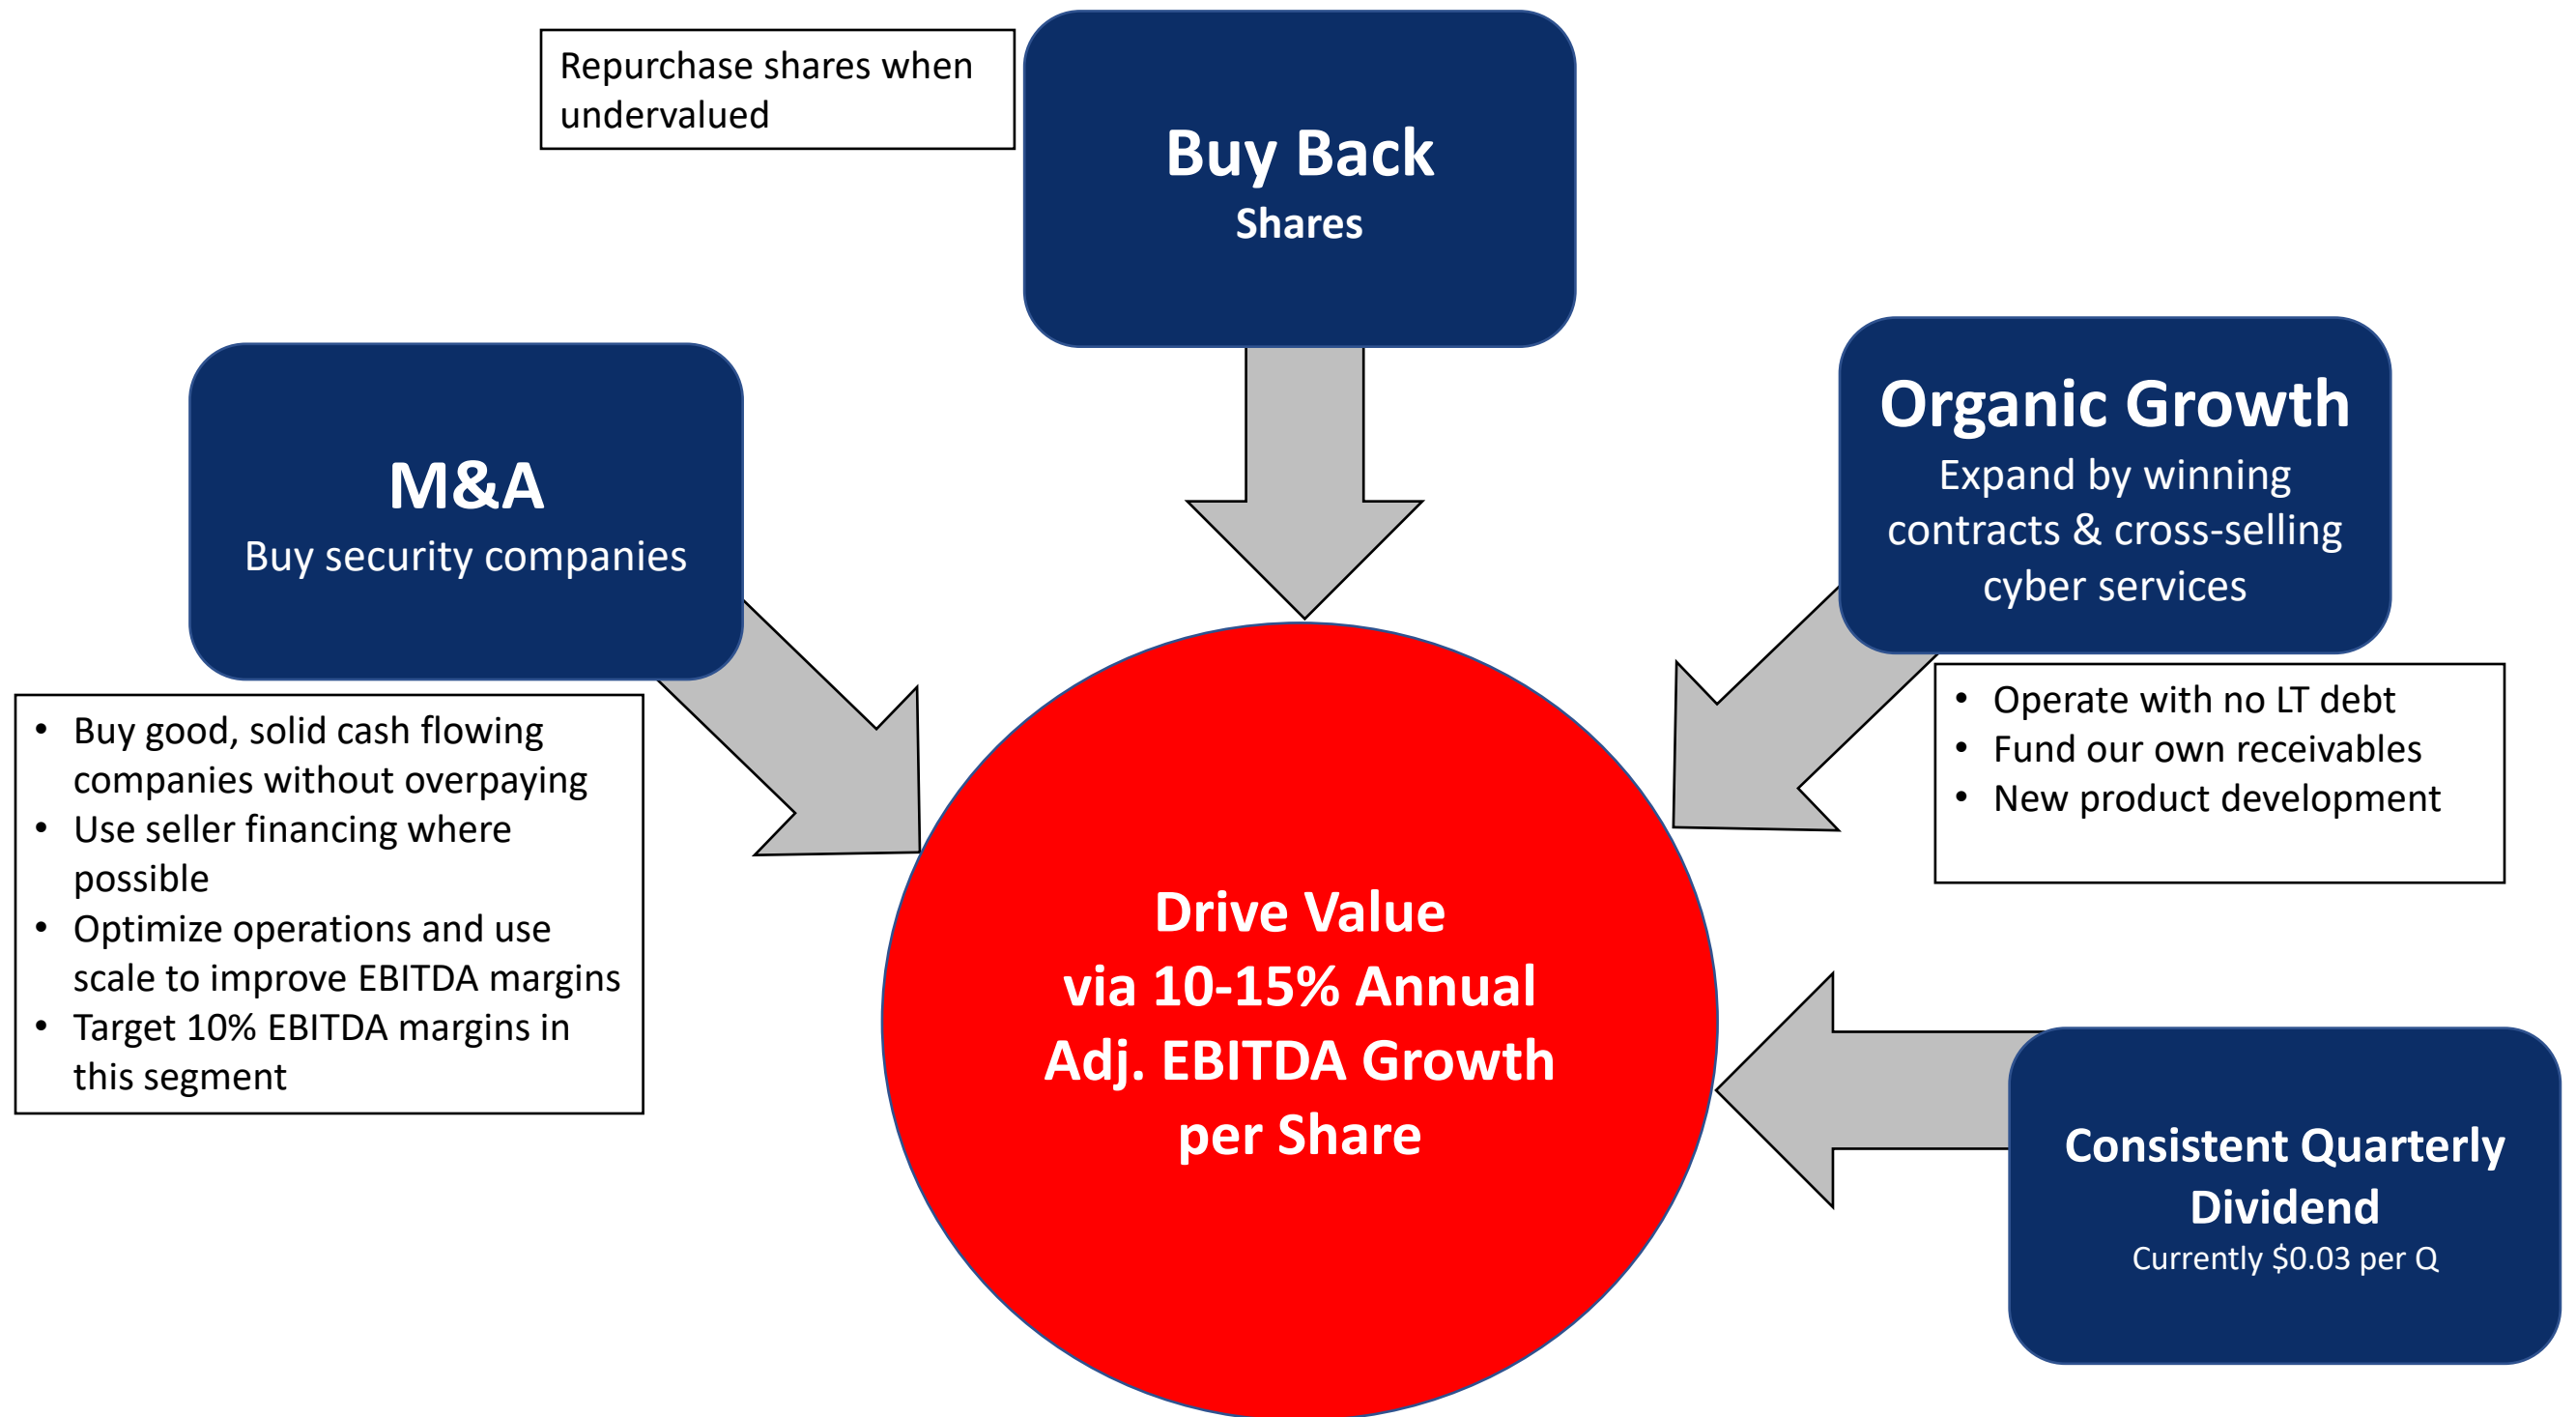 Repurchase shares when
undervalued
Buy Back
Shares
M&A
Buy security companies
Organic Growth
Expand by winning
contracts & cross-selling
cyber services
• Buy good, solid cash flowing
companies without overpaying
• Use seller financing where
possible
• Optimize operations and use
scale to improve EBITDA margins
• Target 10% EBITDA margins in
this segment
• Operate with no LT debt
• Fund our own receivables
• New product development
Drive Value
via 10-15% Annual
Adj. EBITDA Growth
per Share
Consistent Quarterly
Dividend
Currently $0.03 per Q